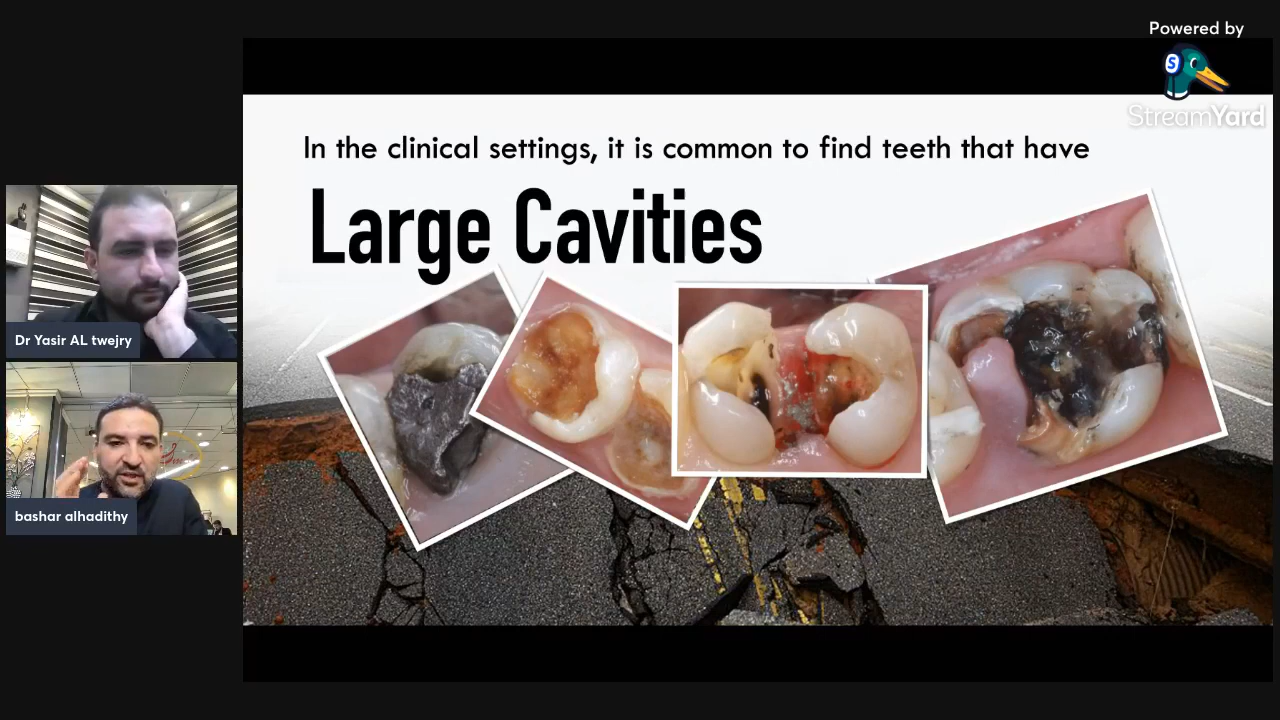 Powered by
S
StreamYard
In the clinical settings, it is common to find teeth that have
Large Cavities
Dr Yasir AL twejry
bashar alhadithy